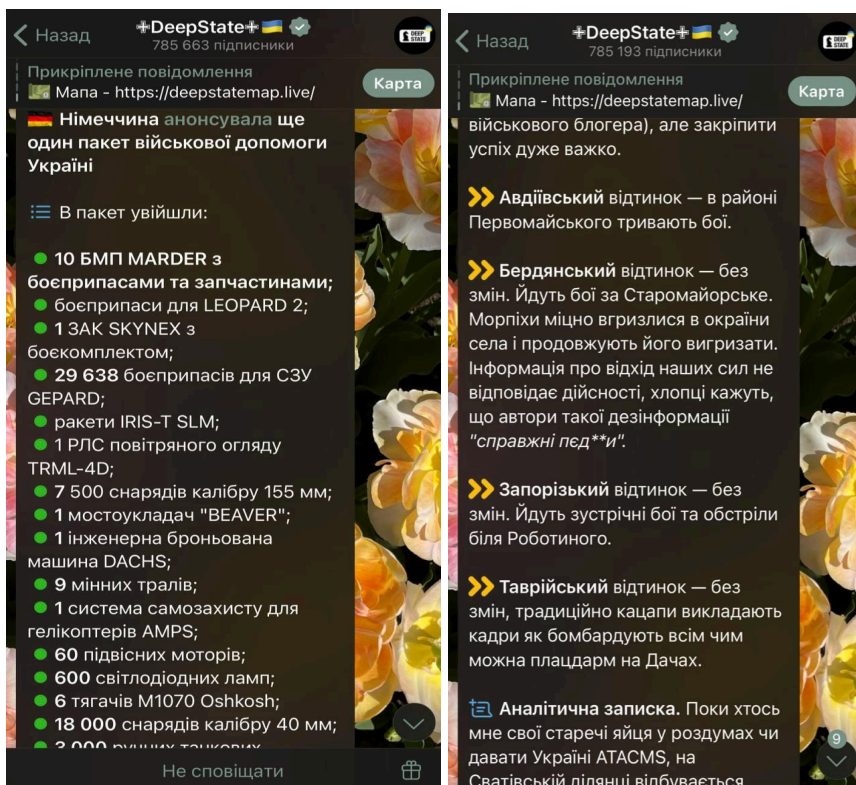 Назад
✙DeepState✙🇺🇦
785 663 підписники
DEEP STATE
Прикріплене повідомлення
Мапа - https://deepstatemap.live/
Карта
🇩🇪 Німеччина анонсувала ще
один пакет військової допомоги
Україні
В пакет увійшли:
10 БМП MARDER з
боєприпасами та запчастинами;
боєприпаси для LEOPARD 2;
1 ЗАК SKYNEX з
боєкомплектом;
29 638 боєприпасів для СЗУ
GEPARD;
ракети IRIS-T SLM;
1 РЛС повітряного огляду
TRML-4D;
7 500 снарядів калібру 155 мм;
1 мостоукладач "BEAVER";
1 інженерна броньована
машина DACHS;
9 мінних тралів;
1 система самозахисту для
гелікоптерів AMPS;
60 підвісних моторів;
600 світлодіодних ламп;
6 тягачів M1070 Oshkosh;
18 000 снарядів калібру 40 мм;
3 000 ручних танкових
Не сповіщати
Назад
✙DeepState✙🇺🇦
785 193 підписники
DEEP STATE
Прикріплене повідомлення
Мапа - https://deepstatemap.live/
Карта
військового блогера), але закріпити
успіх дуже важко.
Авдіївський відтинок — в районі
Первомайського тривають бої.
Бердянський відтинок — без
змін. Йдуть бої за Старомайорське.
Морпіхи міцно вгризлися в окраїни
села і продовжують його вигризати.
Інформація про відхід наших сил не
відповідає дійсності, хлопці кажуть,
що автори такої дезінформації
"справжні пєд**и".
Запорізький відтинок — без
змін. Йдуть зустрічні бої та обстріли
біля Роботиного.
Таврійський відтинок — без
змін, традиційно кацапи викладають
кадри як бомбардують всім чим
можна плацдарм на Дачах.
Аналітична записка. Поки хтось
мне свої старечі яйця у роздумах чи
давати Україні ATACMS, на
Сватівській ділянці відбувається
9